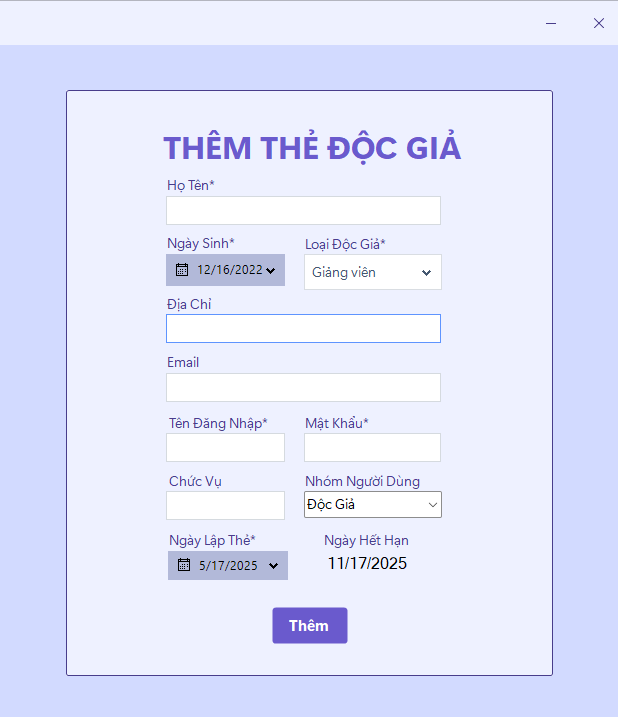 THÊM THẺ ĐỘC GIẢ
Họ Tên*
Ngày Sinh* Loại Độc Giả*
12/16/2022 Giảng viên
Địa Chỉ
Email
Tên Đăng Nhập* Mật Khẩu*
Chức Vụ Nhóm Người Dùng
Độc Giả
Ngày Lập Thẻ* Ngày Hết Hạn
5/17/2025 11/17/2025
Thêm